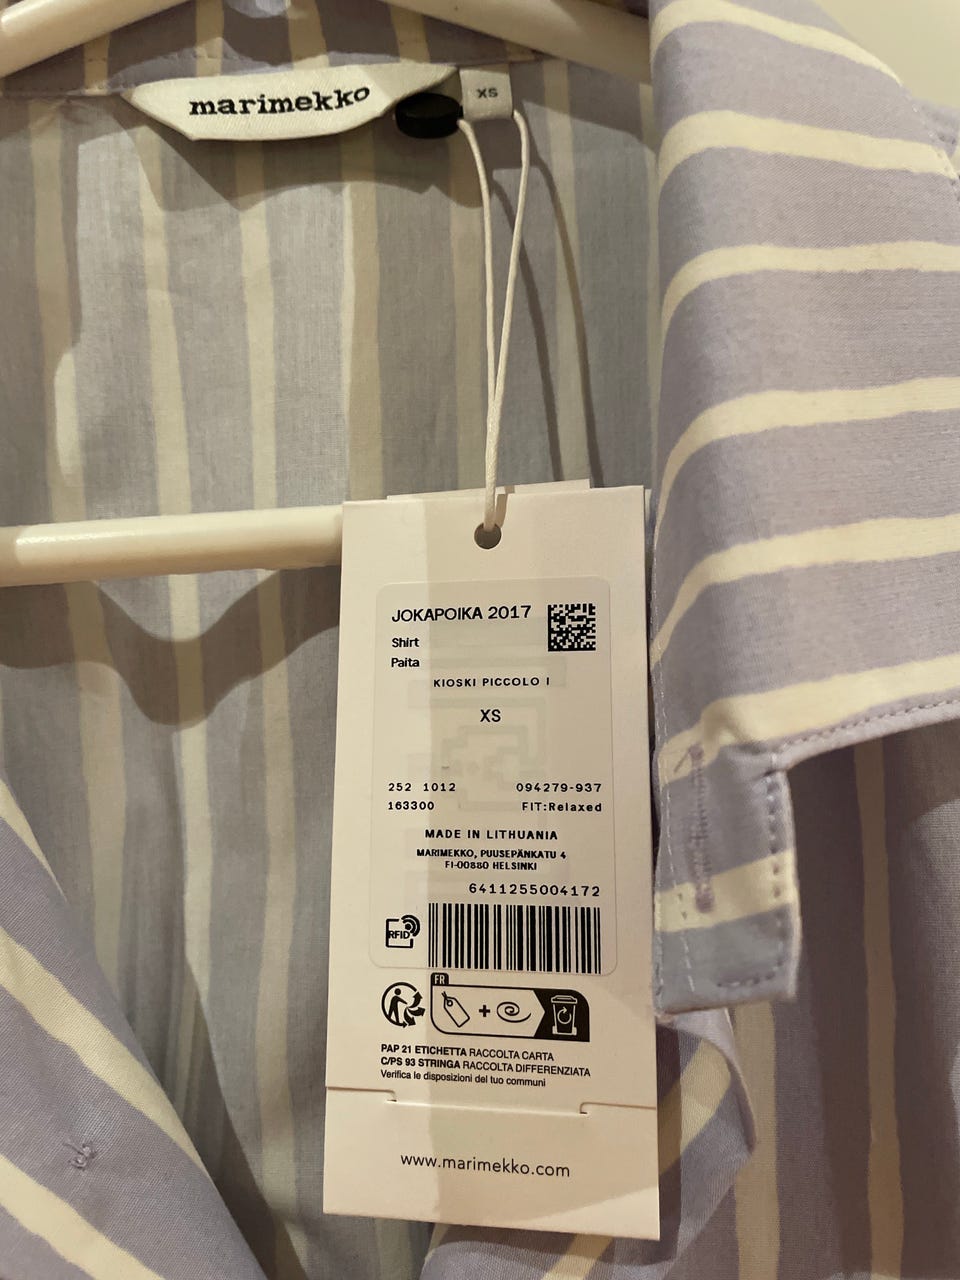 marimekko
XS
JOKAPOIKA 2017
Shirt
Paita
KIOSKI PICCOLO I
XS
252 1012 094279-937
163300 FIT:Relaxed
MADE IN LITHUANIA
MARIMEKKO, PUUSEPÄNKATU 4
FI-00880 HELSINKI
6411255004172
RFID
FR
+
PAP 21 ETICHETTA RACCOLTA CARTA
C/PS 93 STRINGA RACCOLTA DIFFERENZIATA
Verifica le disposizioni del tuo communi
www.marimekko.com